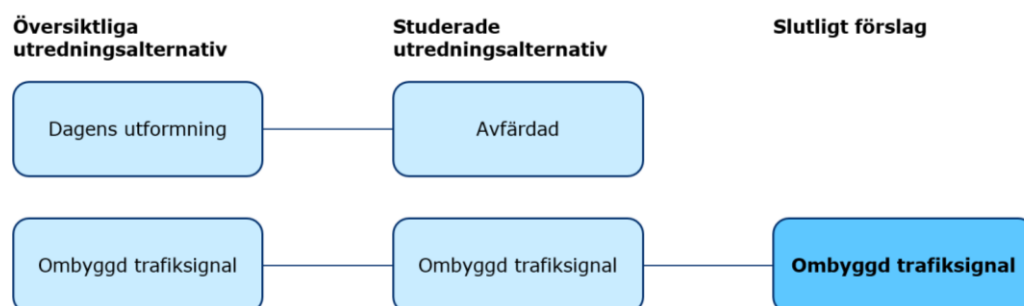 Översiktliga
utredningsalternativ
Studerade
utredningsalternativ
Slutligt förslag
Dagens utformning
Avfärdad
Ombyggd trafiksignal
Ombyggd trafiksignal
Ombyggd trafiksignal